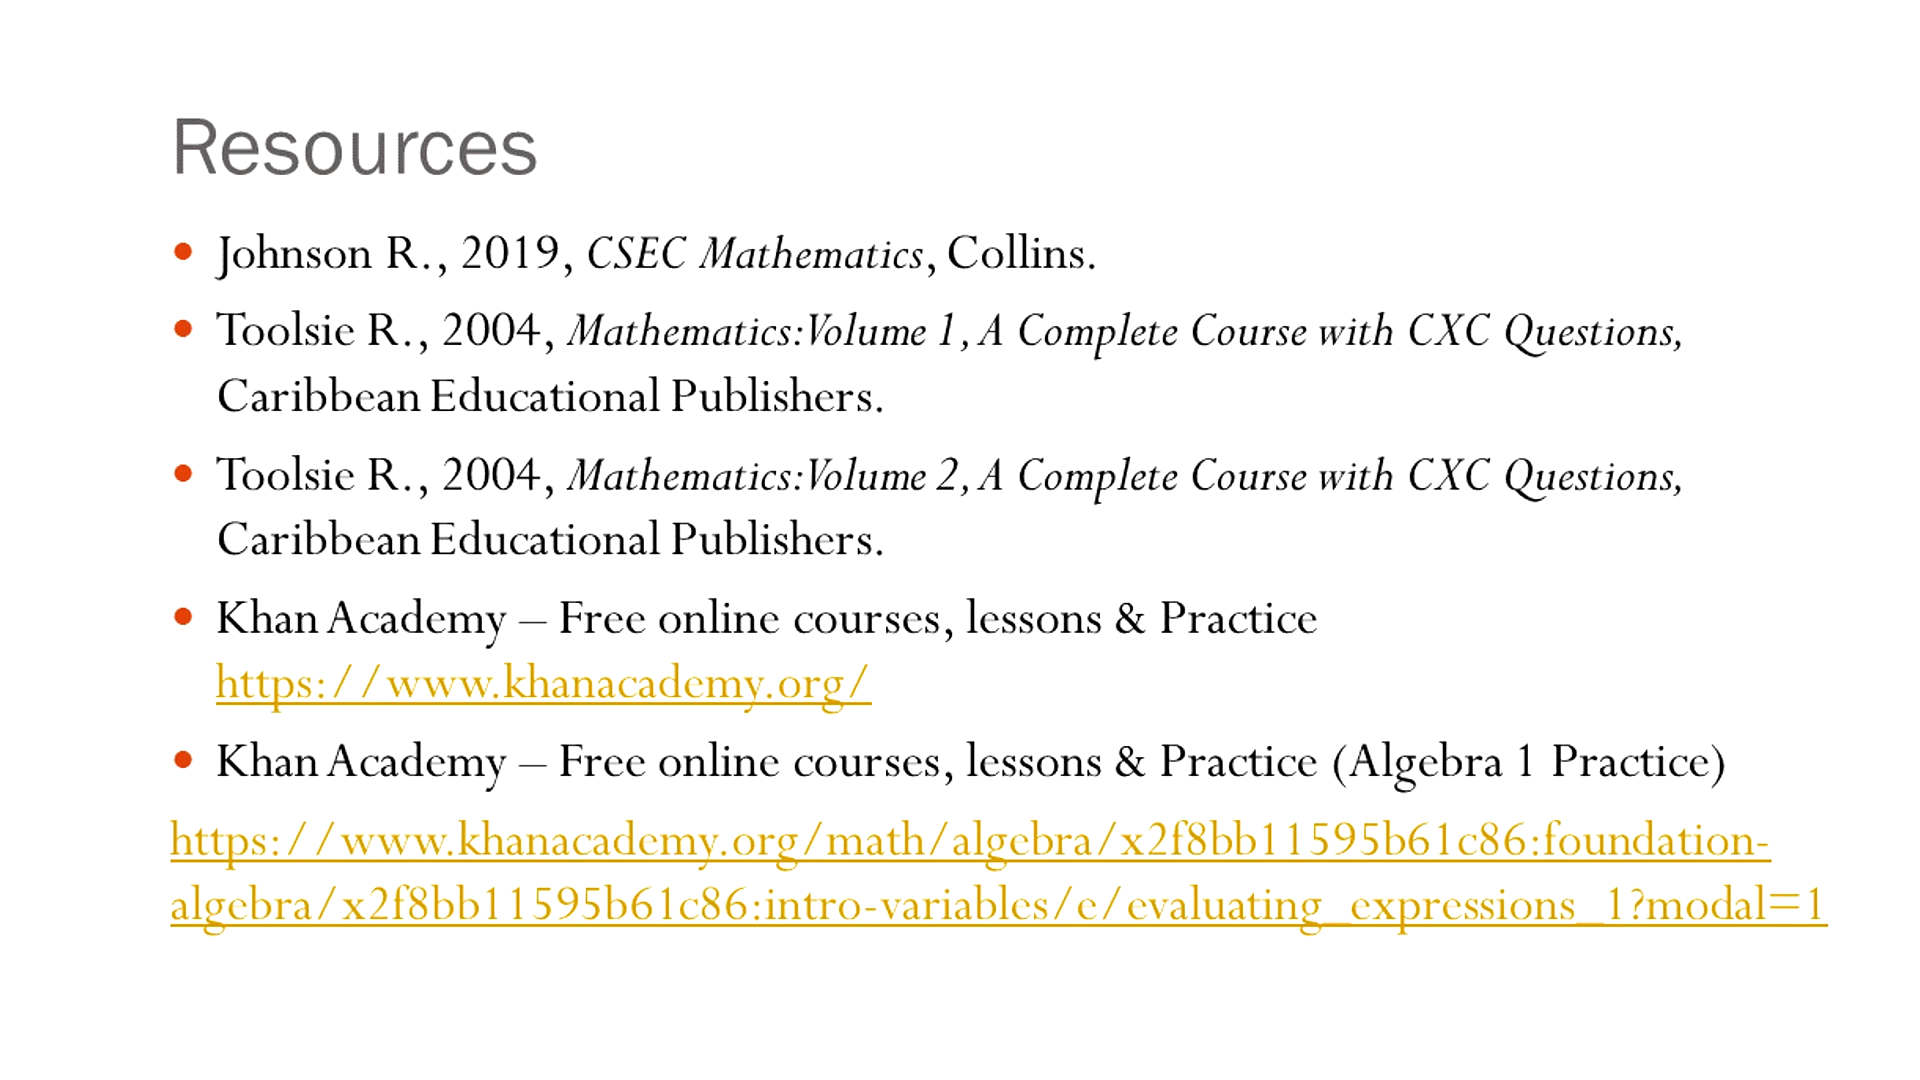 Resources
• Johnson R., 2019, CSEC Mathematics, Collins.
• Toolsie R., 2004, Mathematics: Volume 1, A Complete Course with CXC Questions,
Caribbean Educational Publishers.
• Toolsie R., 2004, Mathematics: Volume 2, A Complete Course with CXC Questions,
Caribbean Educational Publishers.
• Khan Academy – Free online courses, lessons & Practice
https://www.khanacademy.org/
• Khan Academy – Free online courses, lessons & Practice (Algebra 1 Practice)
https://www.khanacademy.org/math/algebra/x2f8bb11595b61c86:foundation-
algebra/x2f8bb11595b61c86:intro-variables/e/evaluating_expressions_1?modal=1